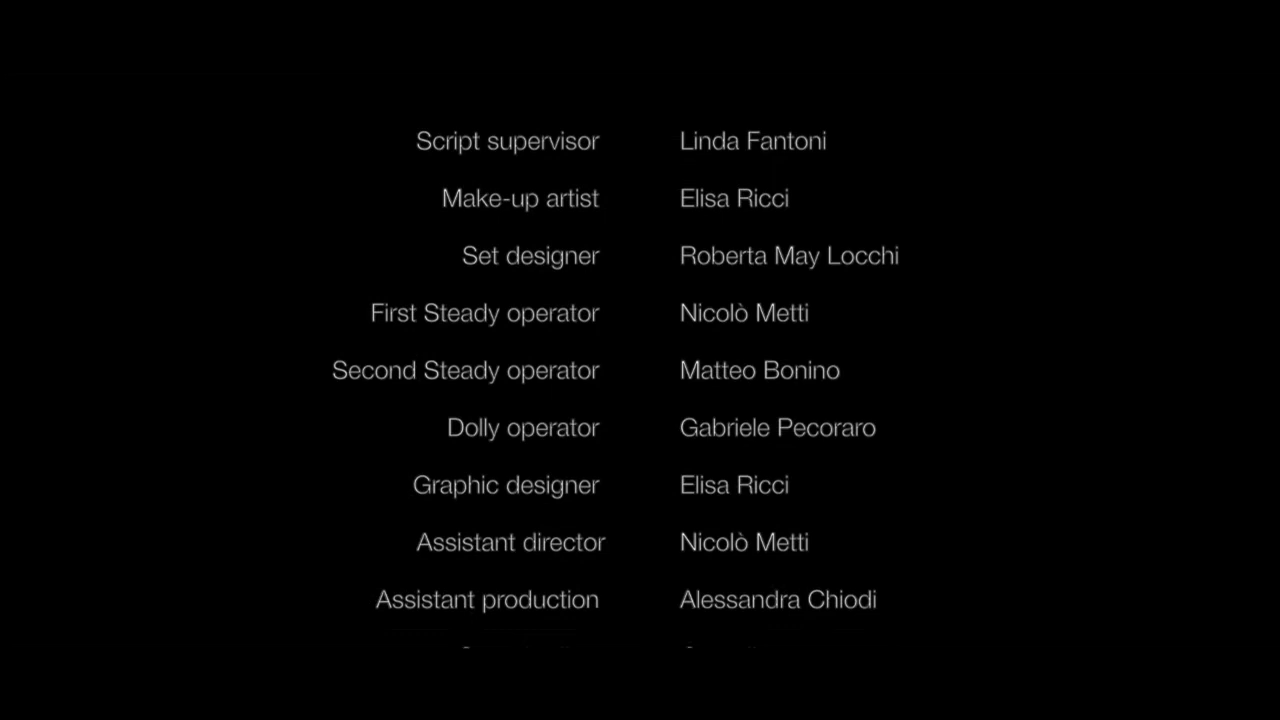 Script supervisor Linda Fantoni
Make-up artist Elisa Ricci
Set designer Roberta May Locchi
First Steady operator Nicolò Metti
Second Steady operator Matteo Bonino
Dolly operator Gabriele Pecoraro
Graphic designer Elisa Ricci
Assistant director Nicolò Metti
Assistant production Alessandra Chiodi